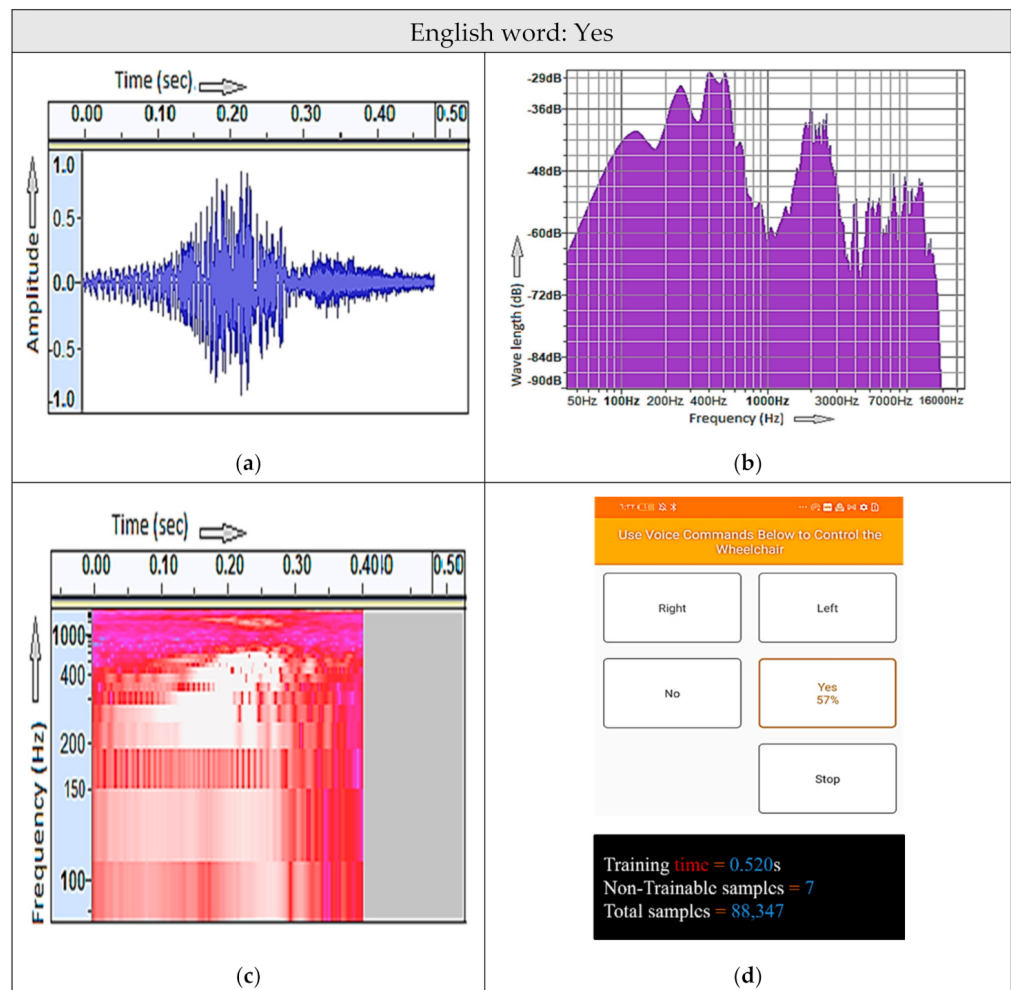 English word: Yes
Time (sec)
0.00 0.10 0.20 0.30 0.40 0.50
Amplitude
1.0
0.5
0.0
-0.5
-1.0
(a)
-29dB
-36dB
-48dB
-60dB
-72dB
-84dB
-90dB
Wave length (dB)
50Hz 100Hz 200Hz 400Hz 1000Hz 3000Hz 7000Hz 16000Hz
Frequency (Hz)
(b)
Time (sec)
0.00 0.10 0.20 0.30 0.4010 0.50
Frequency (Hz)
1000
400
200
150
100
(c)
Use Voice Commands Below to Control the
Wheelchair
Right Left
No Yes
57%
Stop
Training time = 0.520s
Non-Trainable samples = 7
Total samples = 88,347
(d)